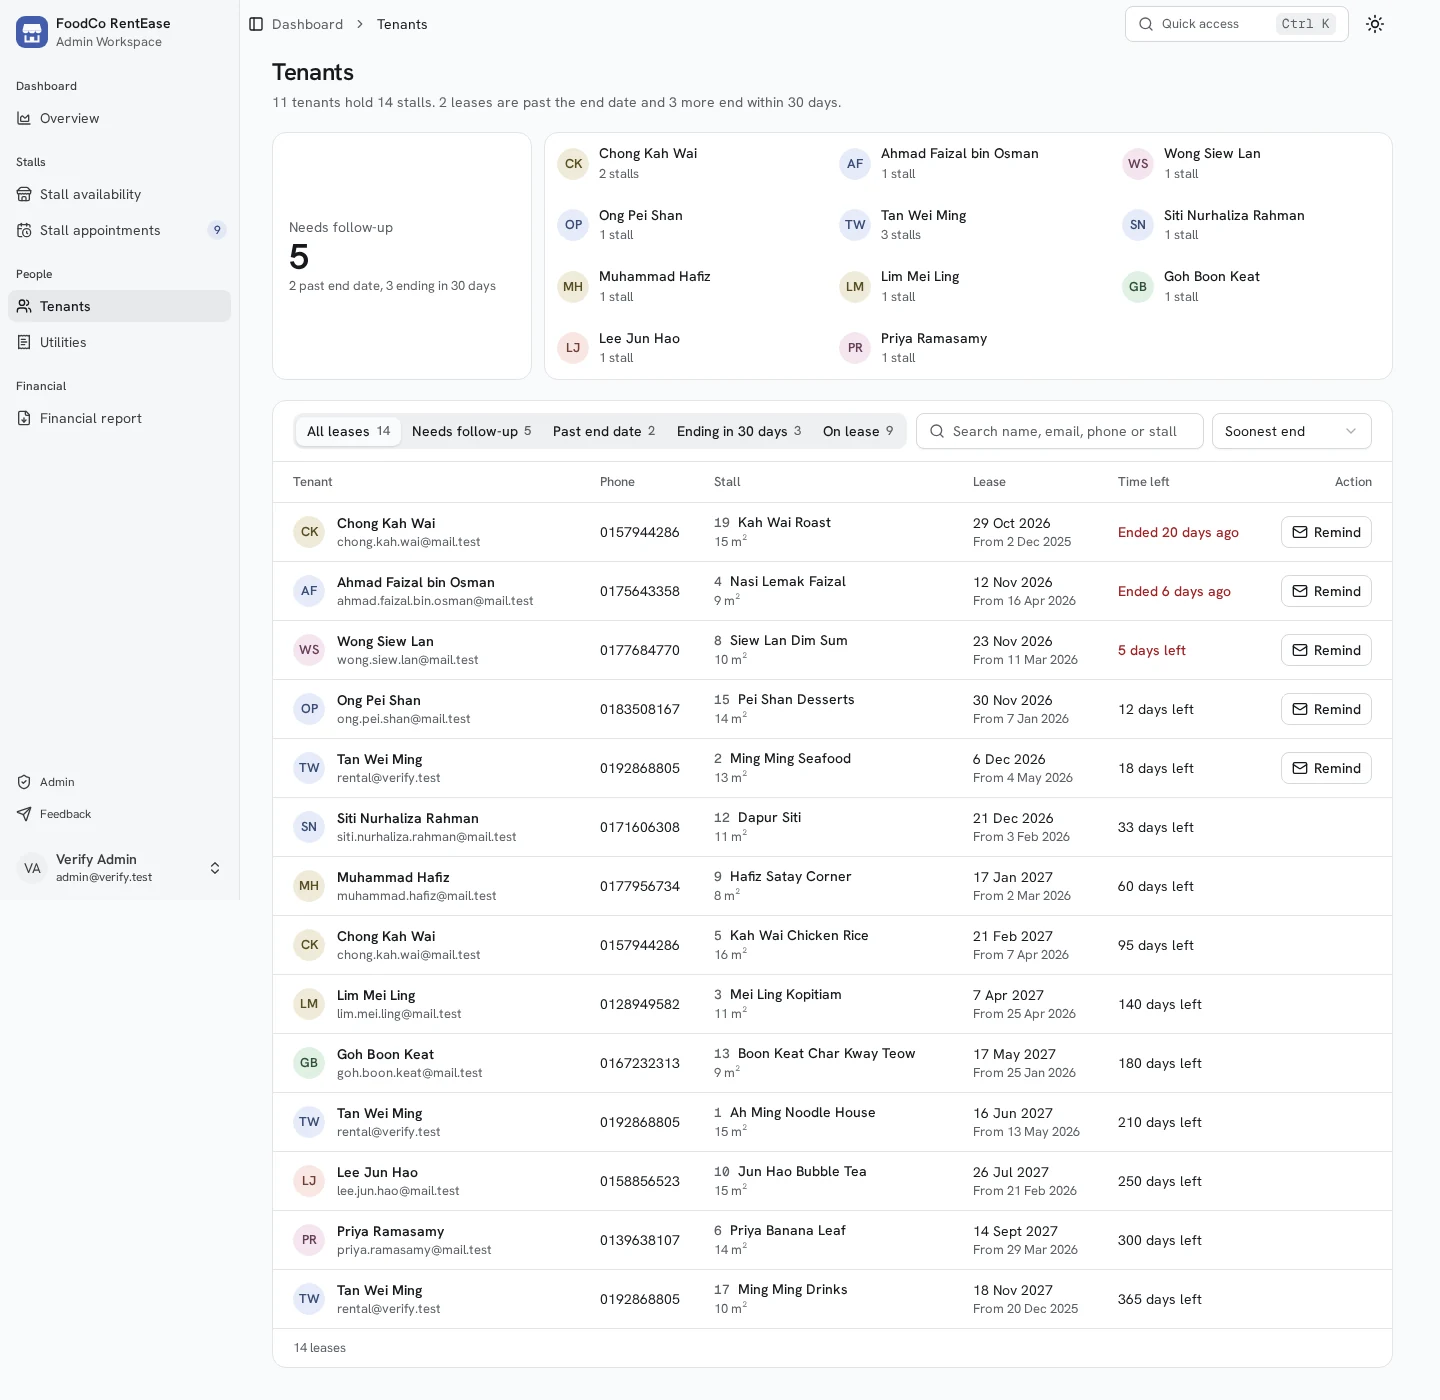 FoodCo RentEase
Admin Workspace
Dashboard
Overview
Stalls
Stall availability
Stall appointments 9
People
Tenants
Utilities
Financial
Financial report
Admin
Feedback
VA Verify Admin
admin@verify.test
Dashboard > Tenants
Quick access Ctrl K
Tenants
11 tenants hold 14 stalls. 2 leases are past the end date and 3 more end within 30 days.
Needs follow-up
5
2 past end date, 3 ending in 30 days
CK Chong Kah Wai
2 stalls
AF Ahmad Faizal bin Osman
1 stall
WS Wong Siew Lan
1 stall
OP Ong Pei Shan
1 stall
TW Tan Wei Ming
3 stalls
SN Siti Nurhaliza Rahman
1 stall
MH Muhammad Hafiz
1 stall
LM Lim Mei Ling
1 stall
GB Goh Boon Keat
1 stall
LJ Lee Jun Hao
1 stall
PR Priya Ramasamy
1 stall
All leases 14 Needs follow-up 5 Past end date 2 Ending in 30 days 3 On lease 9
Search name, email, phone or stall
Soonest end
Tenant Phone Stall Lease Time left Action
CK Chong Kah Wai 0157944286 19 Kah Wai Roast 29 Oct 2026 Ended 20 days ago Remind
chong.kah.wai@mail.test 15 m² From 2 Dec 2025
AF Ahmad Faizal bin Osman 0175643358 4 Nasi Lemak Faizal 12 Nov 2026 Ended 6 days ago Remind
ahmad.faizal.bin.osman@mail.test 9 m² From 16 Apr 2026
WS Wong Siew Lan 0177684770 8 Siew Lan Dim Sum 23 Nov 2026 5 days left Remind
wong.siew.lan@mail.test 10 m² From 11 Mar 2026
OP Ong Pei Shan 0183508167 15 Pei Shan Desserts 30 Nov 2026 12 days left Remind
ong.pei.shan@mail.test 14 m² From 7 Jan 2026
TW Tan Wei Ming 0192868805 2 Ming Ming Seafood 6 Dec 2026 18 days left Remind
rental@verify.test 13 m² From 4 May 2026
SN Siti Nurhaliza Rahman 0171606308 12 Dapur Siti 21 Dec 2026 33 days left
siti.nurhaliza.rahman@mail.test 11 m² From 3 Feb 2026
MH Muhammad Hafiz 0177956734 9 Hafiz Satay Corner 17 Jan 2027 60 days left
muhammad.hafiz@mail.test 8 m² From 2 Mar 2026
CK Chong Kah Wai 0157944286 5 Kah Wai Chicken Rice 21 Feb 2027 95 days left
chong.kah.wai@mail.test 16 m² From 7 Apr 2026
LM Lim Mei Ling 0128949582 3 Mei Ling Kopitiam 7 Apr 2027 140 days left
lim.mei.ling@mail.test 11 m² From 25 Apr 2026
GB Goh Boon Keat 0167232313 13 Boon Keat Char Kway Teow 17 May 2027 180 days left
goh.boon.keat@mail.test 9 m² From 25 Jan 2026
TW Tan Wei Ming 0192868805 1 Ah Ming Noodle House 16 Jun 2027 210 days left
rental@verify.test 15 m² From 13 May 2026
LJ Lee Jun Hao 0158856523 10 Jun Hao Bubble Tea 26 Jul 2027 250 days left
lee.jun.hao@mail.test 15 m² From 21 Feb 2026
PR Priya Ramasamy 0139638107 6 Priya Banana Leaf 14 Sept 2027 300 days left
priya.ramasamy@mail.test 14 m² From 29 Mar 2026
TW Tan Wei Ming 0192868805 17 Ming Ming Drinks 18 Nov 2027 365 days left
rental@verify.test 10 m² From 20 Dec 2025
14 leases